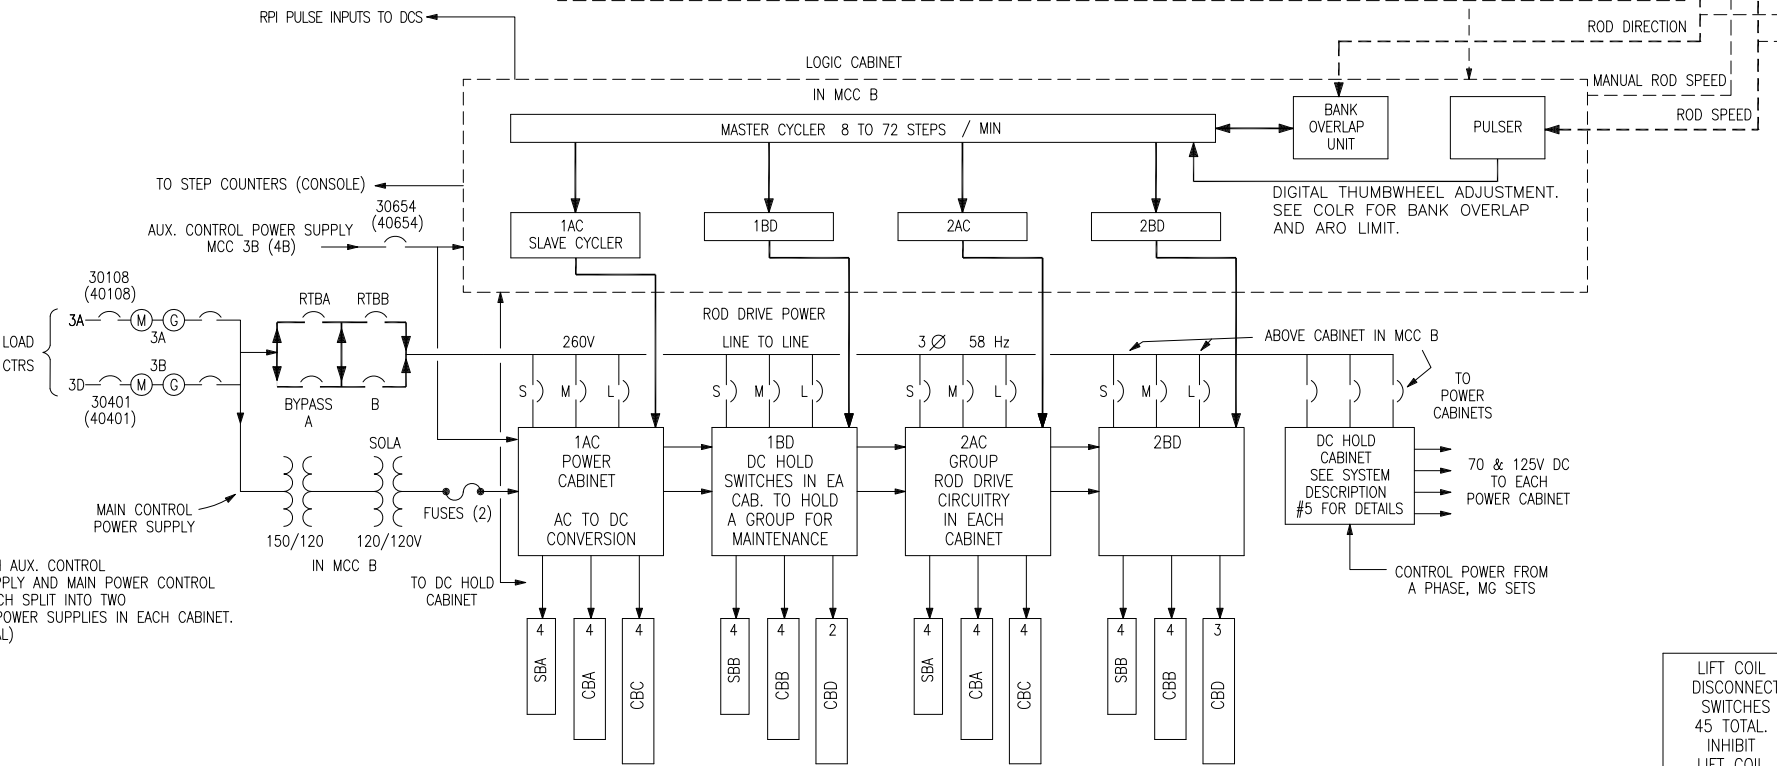 RPI PULSE INPUTS TO DCS
ROD DIRECTION
LOGIC CABINET
MANUAL ROD SPEED
IN MCC B
ROD SPEED
MASTER CYCLER 8 TO 72 STEPS / MIN
BANK
OVERLAP
UNIT
PULSER
TO STEP COUNTERS (CONSOLE)
DIGITAL THUMBWHEEL ADJUSTMENT.
SEE COLR FOR BANK OVERLAP
AND ARO LIMIT.
30654
(40654)
AUX. CONTROL POWER SUPPLY
MCC 3B (4B)
1AC
SLAVE CYCLER
1BD
2AC
2BD
30108
(40108)
RTBA
RTBB
ROD DRIVE POWER
LOAD
CTRS
3A
M
G
3A
260V
LINE TO LINE
3 Ø 58 Hz
ABOVE CABINET IN MCC B
3B
3D
M
G
30401
(40401)
BYPASS
A
B
S
M
L
S
M
L
S
M
L
S
M
L
TO
POWER
CABINETS
SOLA
MAIN CONTROL
POWER SUPPLY
FUSES (2)
150/120
120/120V
IN MCC B
1AC
POWER
CABINET
AC TO DC
CONVERSION
1BD
DC HOLD
SWITCHES IN EA
CAB. TO HOLD
A GROUP FOR
MAINTENANCE
2AC
GROUP
ROD DRIVE
CIRCUITRY
IN EACH
CABINET
2BD
DC HOLD
CABINET
SEE SYSTEM
DESCRIPTION
#5 FOR DETAILS
70 & 125V DC
TO EACH
POWER CABINET
AUX. CONTROL
PPLY AND MAIN POWER CONTROL
CH SPLIT INTO TWO
POWER SUPPLIES IN EACH CABINET.
AL)
TO DC HOLD
CABINET
CONTROL POWER FROM
A PHASE, MG SETS
4
SBA
4
CBA
4
CBC
4
SBB
4
CBB
2
CBD
4
SBA
4
CBA
4
CBC
4
SBB
4
CBB
3
CBD
LIFT COIL
DISCONNECT
SWITCHES
45 TOTAL.
INHIBIT
LIFT COIL